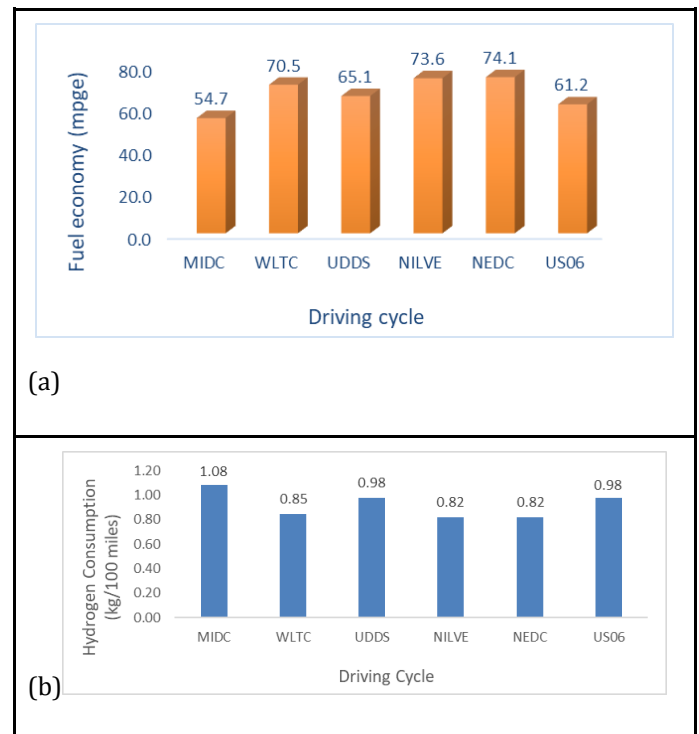 80.0
60.0
40.0
20.0
0.0
Fuel economy (mpge)
54.7
70.5
65.1
73.6
74.1
61.2
MIDC WLTC UDDS NILVE NEDC US06
Driving cycle
(a)
1.20
1.00
0.80
0.60
0.40
0.20
0.00
Hydrogen Consumption
(kg/100 miles)
1.08
0.85
0.98
0.82
0.82
0.98
MIDC WLTC UDDS NILVE NEDC US06
Driving Cycle
(b)